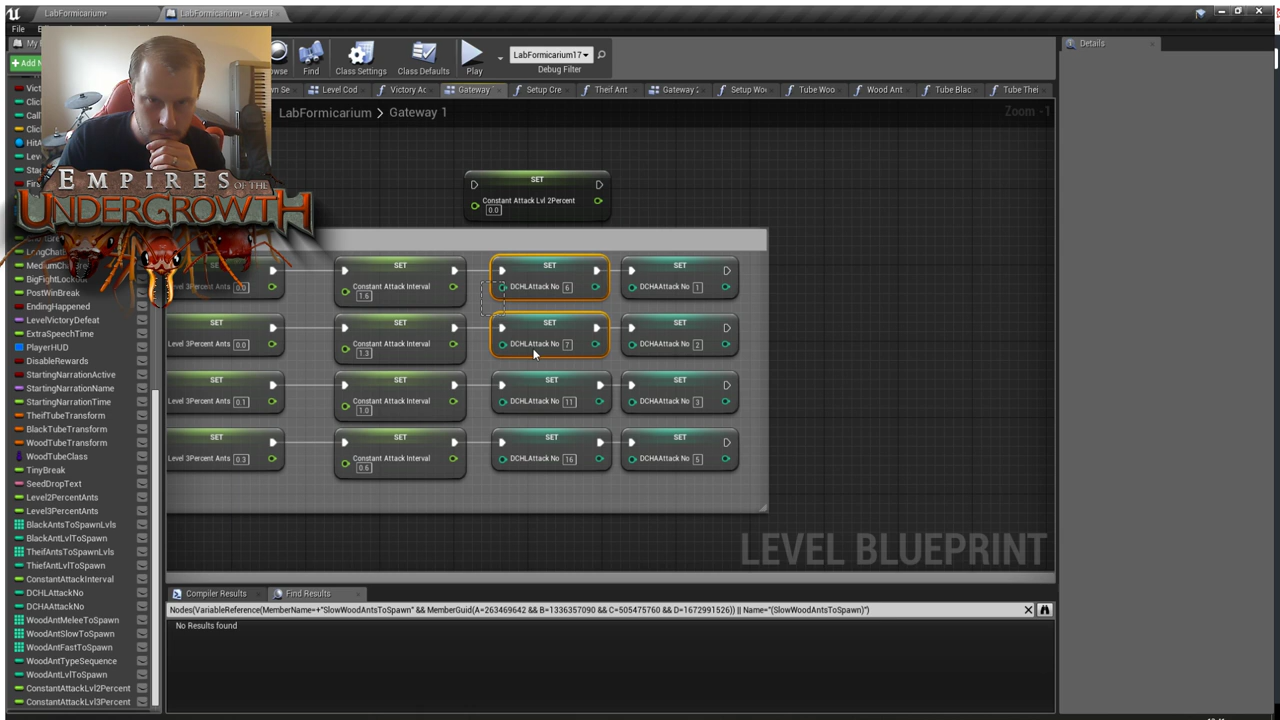 LabFormicarium*
LabFormicarium* - Level
File
Add N
Find
Class Settings
Class Defaults
Play
LabFormicarium17
Debug Filter
Level Cod
Victory Ac
Gateway
Setup Cre
Theif Ant
Gateway
Setup Wo
Tube Woo
Wood Ant
Tube Blac
Tube Thei
Details
LabFormicarium > Gateway 1
Zoom -1
EMPIRES OF THE
UNDERGROWTH
SET
Constant Attack Lvl 2Percent
0.0
SET
Constant Attack Interval
1.6
SET
DCHLAttack No 6
SET
DCHAAttack No 1
SET
Level 3Percent Ants 0.0
SET
Constant Attack Interval
1.3
SET
DCHLAttack No 7
SET
DCHAAttack No 2
SET
Level 3Percent Ants 0.1
SET
Constant Attack Interval
1.0
SET
DCHLAttack No 11
SET
DCHAAttack No 3
SET
Level 3Percent Ants 0.3
SET
Constant Attack Interval
0.6
SET
DCHLAttack No 16
SET
DCHAAttack No 5
LEVEL BLUEPRINT
BigFightLockou
PostWinBreak
EndingHappened
LevelVictoryDefeat
ExtraSpeechTime
PlayerHUD
DisableRewards
StartingNarrationActive
StartingNarrationName
StartingNarrationTime
TheifTubeTransform
BlackTubeTransform
WoodTubeTransform
WoodTubeClass
TinyBreak
SeedDropText
Level2PercentAnts
Level3PercentAnts
BlackAntsToSpawnLvls
BlackAntLvlToSpawn
TheifAntsToSpawnLvls
ThiefAntLvlToSpawn
ConstantAttackInterval
DCHLAttackNo
DCHAAttackNo
WoodAntMeleeToSpawn
WoodAntSlowToSpawn
WoodAntFastToSpawn
WoodAntTypeSequence
WoodAntLvlToSpawn
ConstantAttackLvl2Percent
ConstantAttackLvl3Percent
Compiler Results
Find Results
Nodes(VariableReference(MemberName=+"SlowWoodAntsToSpawn" && MemberGuid(A=263469642 && B=1336357090 && C=505475760 && D=1672991526)) || Name="(SlowWoodAntsToSpawn)")
No Results found